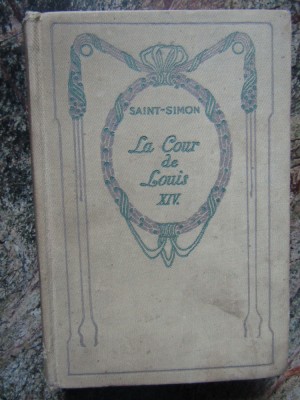 SAINT-SIMON
La Cour
de
Louis
XIV.